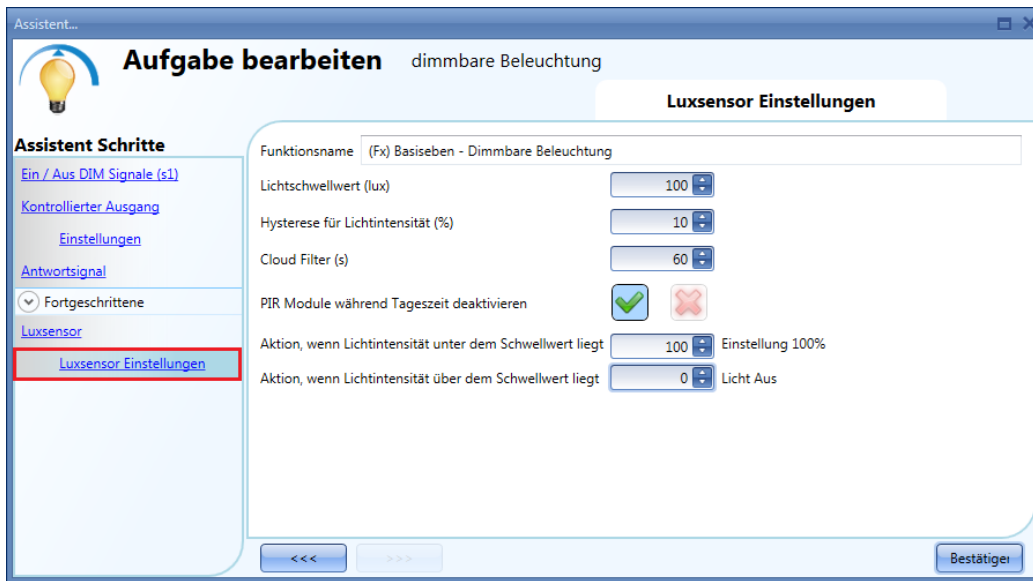 Assistent...
Aufgabe bearbeiten dimmbare Beleuchtung
Luxsensor Einstellungen
Assistent Schritte
Ein / Aus DIM Signale (s1)
Kontrollierter Ausgang
Einstellungen
Antwortsignal
Fortgeschrittene
Luxsensor
Luxsensor Einstellungen
Funktionsname (Fx) Basiseben - Dimmbare Beleuchtung
Lichtschwellwert (lux) 100
Hysterese für Lichtintensität (%) 10
Cloud Filter (s) 60
PIR Module während Tageszeit deaktivieren
Aktion, wenn Lichtintensität unter dem Schwellwert liegt 100 Einstellung 100%
Aktion, wenn Lichtintensität über dem Schwellwert liegt 0 Licht Aus
<<< >>> Bestätiger